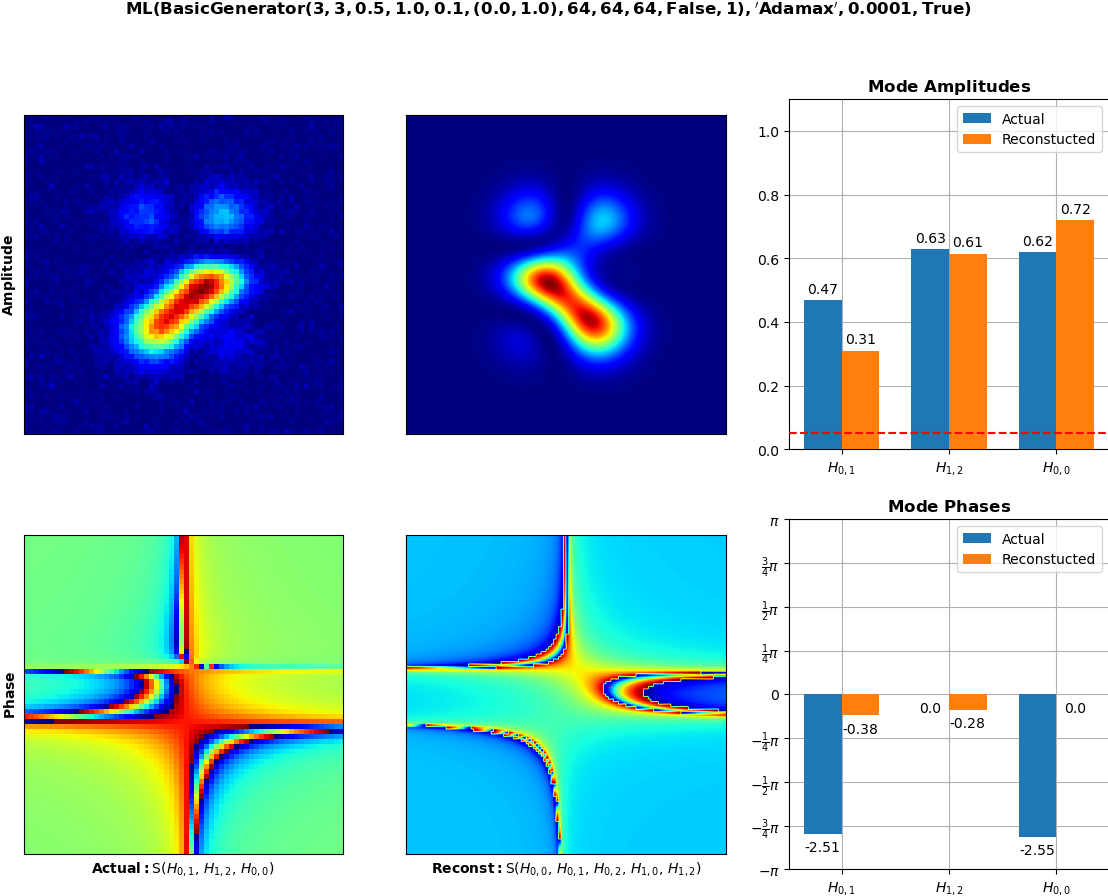 ML(BasicGenerator(3, 3, 0.5, 1.0, 0.1, (0.0, 1.0), 64, 64, 64, False, 1), ′Adamax′, 0.0001, True)
Amplitude
Mode Amplitudes
Actual
Reconstucted
1.0
0.8
0.6
0.4
0.2
0.0
0.47
0.31
0.63
0.61
0.62
0.72
H0, 1
H1, 2
H0, 0
Phase
Actual: S(H0, 1, H1, 2, H0, 0)
Reconst: S(H0, 0, H0, 1, H0, 2, H1, 0, H1, 2)
Mode Phases
Actual
Reconstucted
π
3/4π
1/2π
1/4π
0
−1/4π
−1/2π
−3/4π
−π
-2.51
-0.38
0.0
-0.28
-2.55
0.0
H0, 1
H1, 2
H0, 0